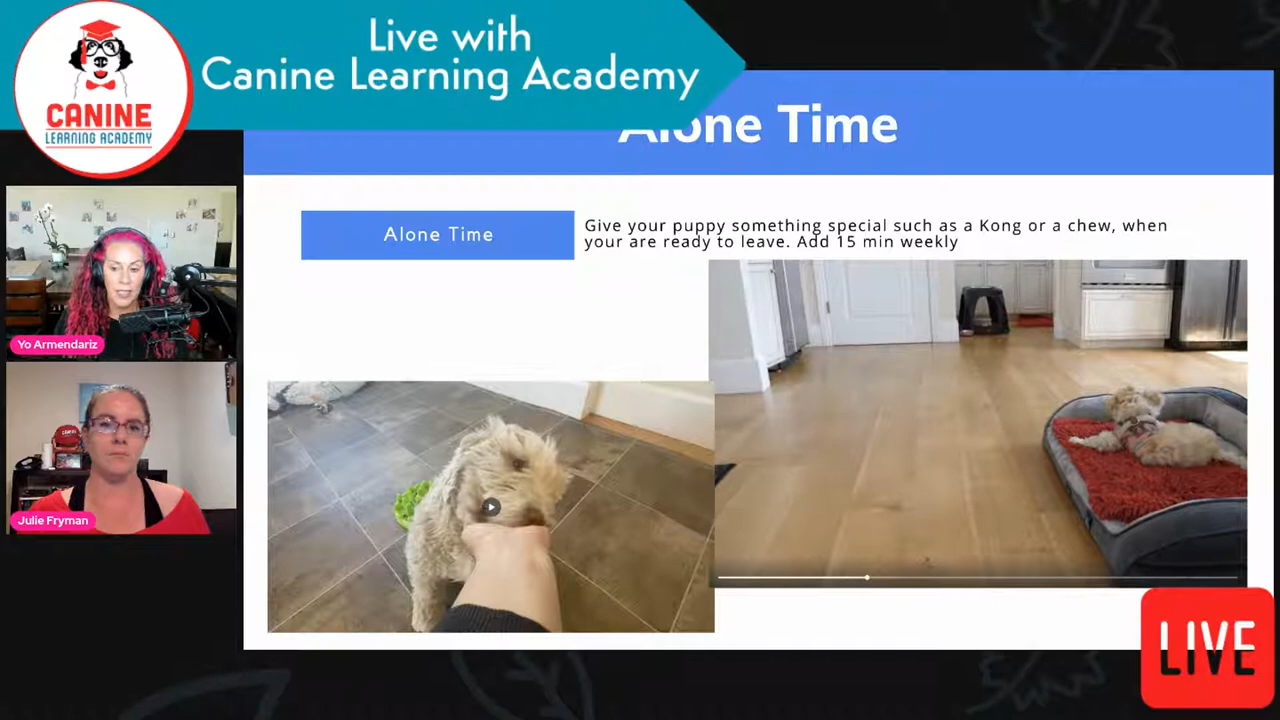 Live with
Canine Learning Academy
CANINE
LEARNING ACADEMY
Alone Time
Alone Time
Give your puppy something special such as a Kong or a chew, when
your are ready to leave. Add 15 min weekly
Yo Armendariz
Julie Fryman
LIVE